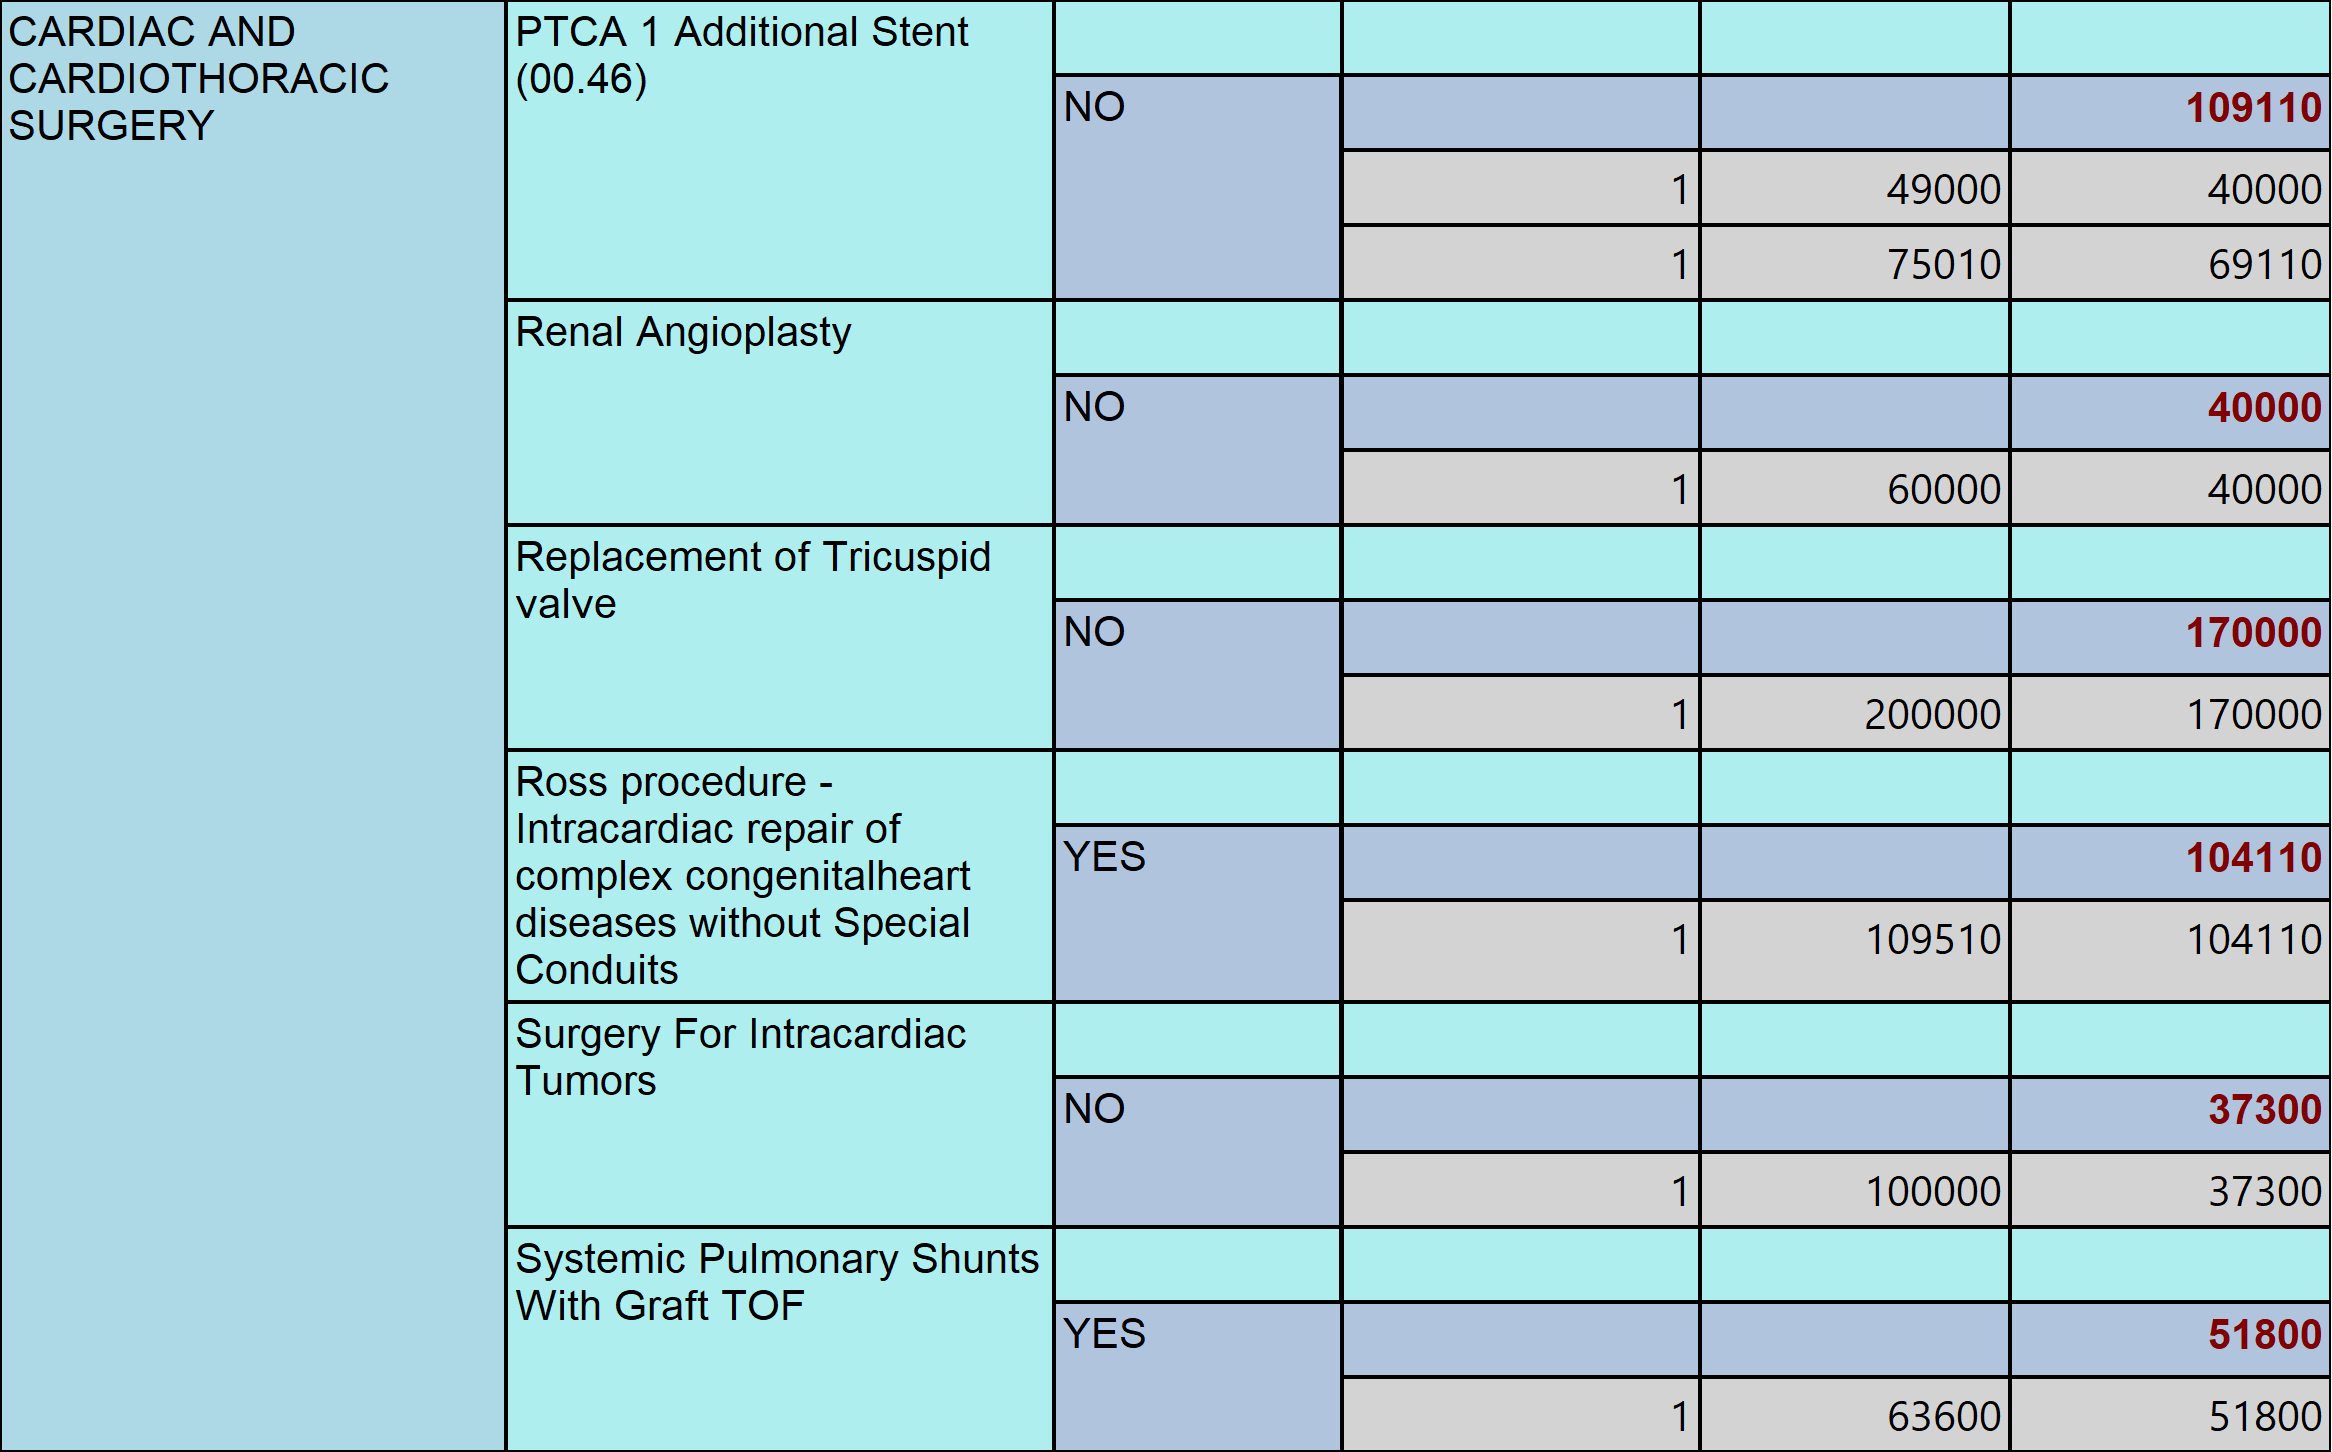 CARDIAC AND
CARDIOTHORACIC
SURGERY
PTCA 1 Additional Stent
(00.46)
NO
109110
1 49000 40000
1 75010 69110
Renal Angioplasty
NO
40000
1 60000 40000
Replacement of Tricuspid
valve
NO
170000
1 200000 170000
Ross procedure -
Intracardiac repair of
complex congenitalheart
diseases without Special
Conduits
YES
104110
1 109510 104110
Surgery For Intracardiac
Tumors
NO
37300
1 100000 37300
Systemic Pulmonary Shunts
With Graft TOF
YES
51800
1 63600 51800